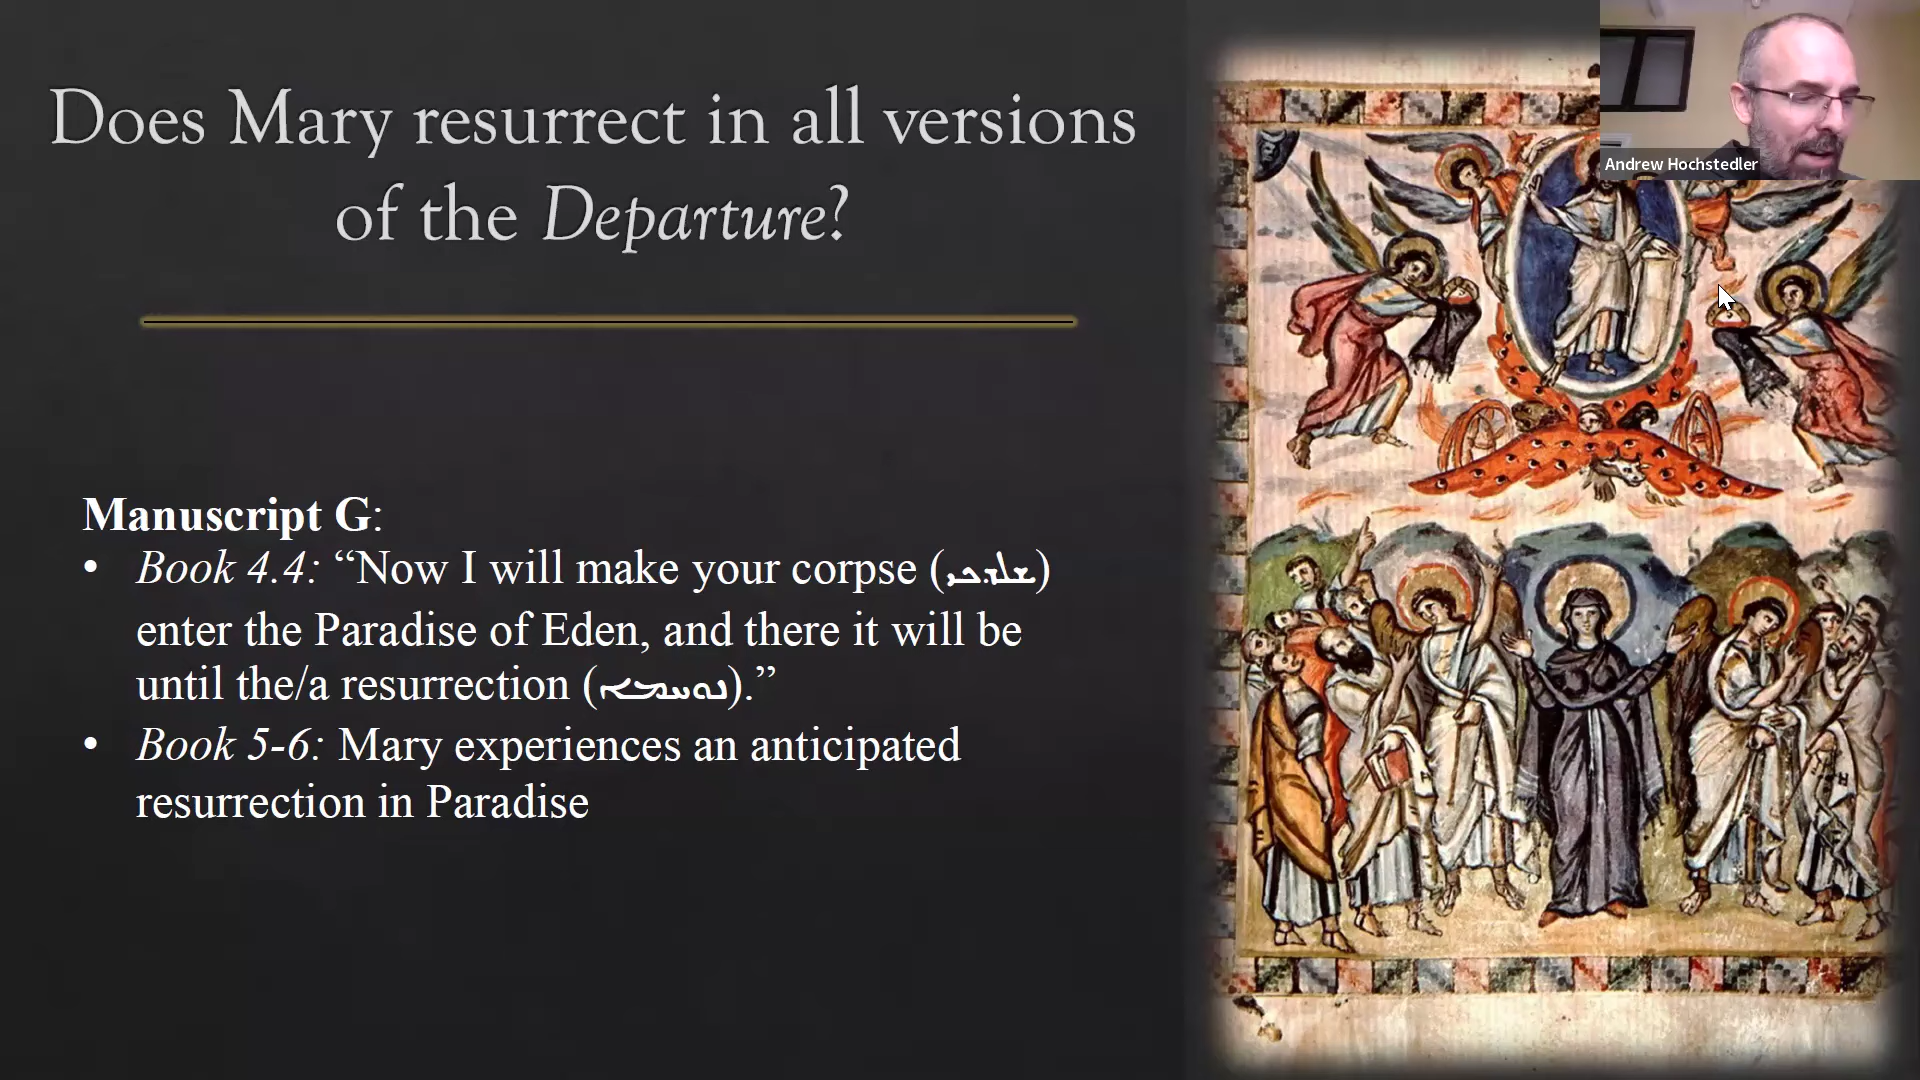 Does Mary resurrect in all versions
of the Departure?
Andrew Hochstedler
Manuscript G:
• Book 4.4: “Now I will make your corpse (ܫܠܕܟܝ)
enter the Paradise of Eden, and there it will be
until the/a resurrection (ܢܘܚܡܐ).”
• Book 5-6: Mary experiences an anticipated
resurrection in Paradise